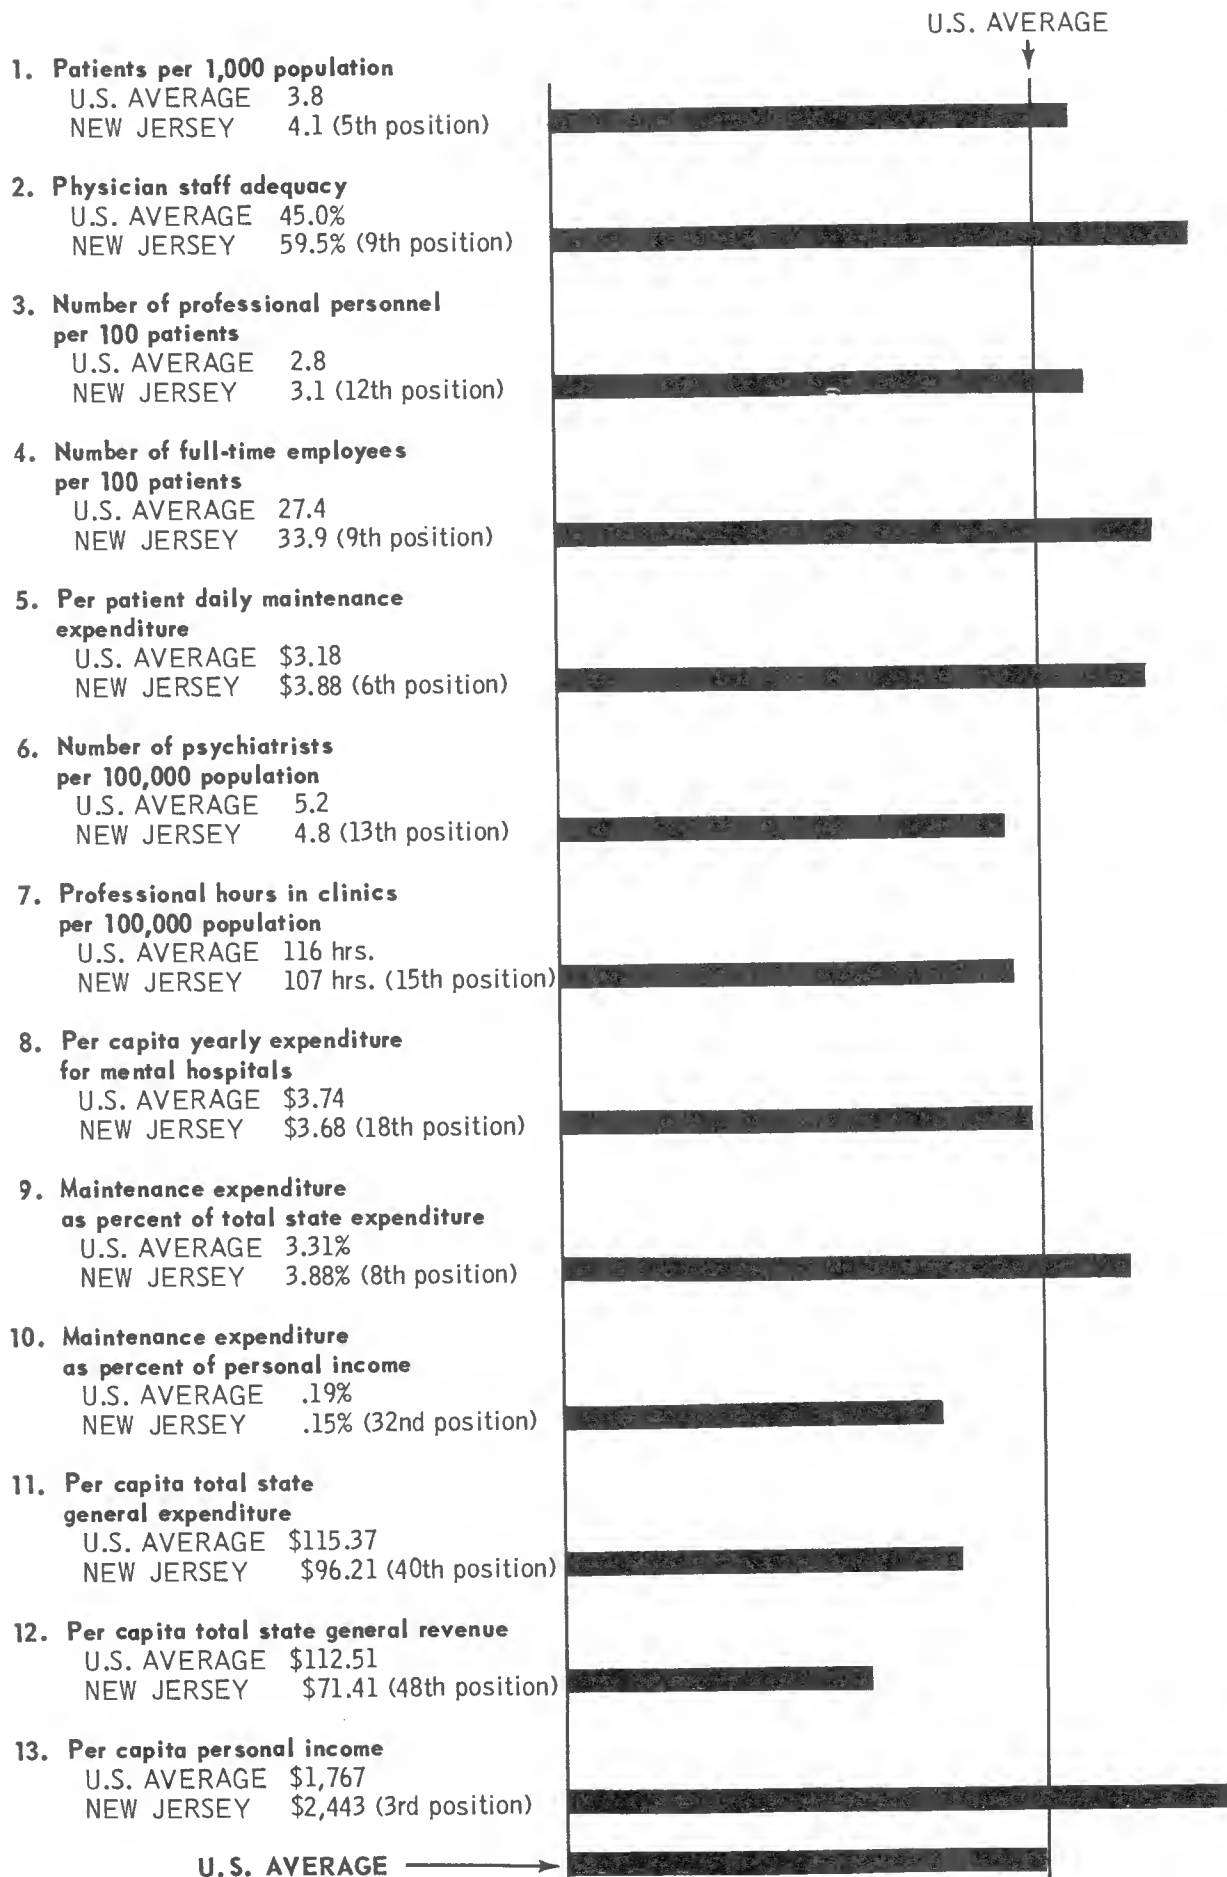 U.S. AVERAGE
1. Patients per 1,000 population
U.S. AVERAGE 3.8
NEW JERSEY 4.1 (5th position)
2. Physician staff adequacy
U.S. AVERAGE 45.0%
NEW JERSEY 59.5% (9th position)
3. Number of professional personnel
per 100 patients
U.S. AVERAGE 2.8
NEW JERSEY 3.1 (12th position)
4. Number of full-time employees
per 100 patients
U.S. AVERAGE 27.4
NEW JERSEY 33.9 (9th position)
5. Per patient daily maintenance
expenditure
U.S. AVERAGE $3.18
NEW JERSEY $3.88 (6th position)
6. Number of psychiatrists
per 100,000 population
U.S. AVERAGE 5.2
NEW JERSEY 4.8 (13th position)
7. Professional hours in clinics
per 100,000 population
U.S. AVERAGE 116 hrs.
NEW JERSEY 107 hrs. (15th position)
8. Per capita yearly expenditure
for mental hospitals
U.S. AVERAGE $3.74
NEW JERSEY $3.68 (18th position)
9. Maintenance expenditure
as percent of total state expenditure
U.S. AVERAGE 3.31%
NEW JERSEY 3.88% (8th position)
10. Maintenance expenditure
as percent of personal income
U.S. AVERAGE .19%
NEW JERSEY .15% (32nd position)
11. Per capita total state
general expenditure
U.S. AVERAGE $115.37
NEW JERSEY $96.21 (40th position)
12. Per capita total state general revenue
U.S. AVERAGE $112.51
NEW JERSEY $71.41 (48th position)
13. Per capita personal income
U.S. AVERAGE $1,767
NEW JERSEY $2,443 (3rd position)
U.S. AVERAGE